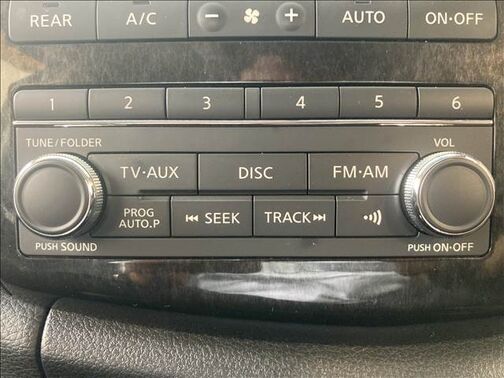 REAR A/C − + AUTO ON·OFF
1 2 3 4 5 6
TUNE/FOLDER VOL
TV·AUX DISC FM·AM
PROG
AUTO.P
⏮ SEEK TRACK ⏭
PUSH SOUND PUSH ON·OFF